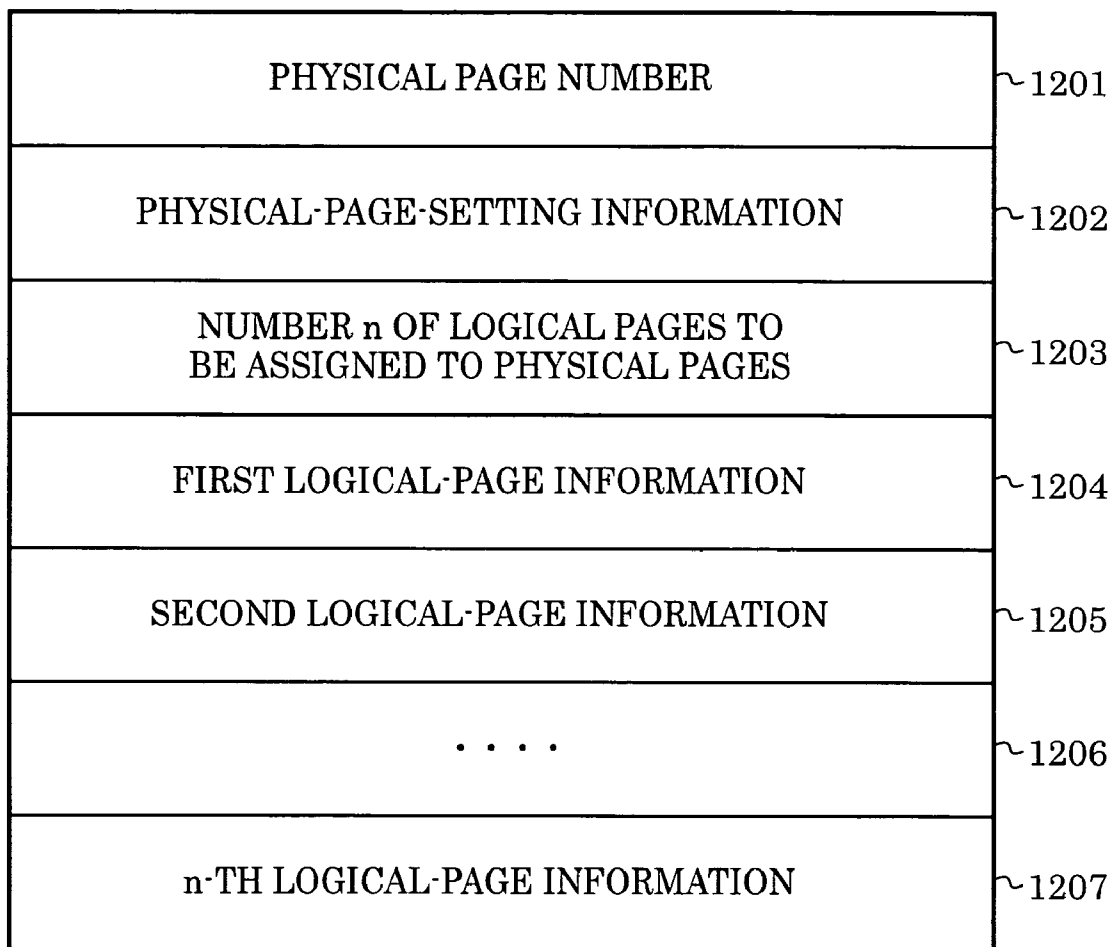 PHYSICAL PAGE NUMBER
1201
PHYSICAL-PAGE-SETTING INFORMATION
1202
NUMBER n OF LOGICAL PAGES TO
BE ASSIGNED TO PHYSICAL PAGES
1203
FIRST LOGICAL-PAGE INFORMATION
1204
SECOND LOGICAL-PAGE INFORMATION
1205
. . . .
1206
n-TH LOGICAL-PAGE INFORMATION
1207